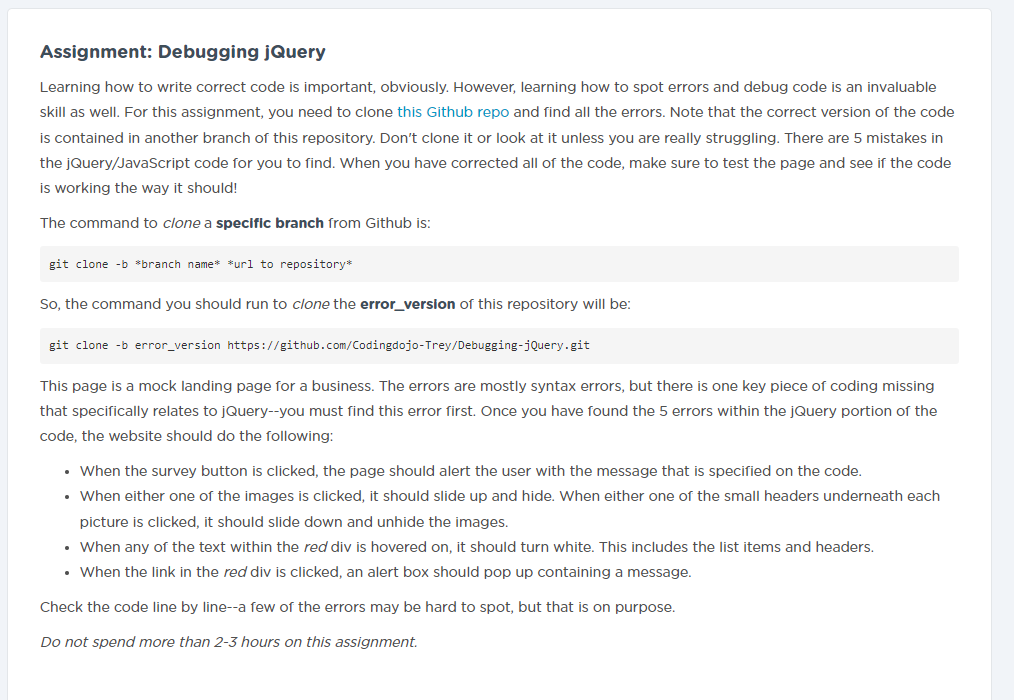 Assignment: Debugging jQuery
Learning how to write correct code is important, obviously. However, learning how to spot errors and debug code is an invaluable
skill as well. For this assignment, you need to clone this Github repo and find all the errors. Note that the correct version of the code
is contained in another branch of this repository. Don't clone it or look at it unless you are really struggling. There are 5 mistakes in
the jQuery/JavaScript code for you to find. When you have corrected all of the code, make sure to test the page and see if the code
is working the way it should!
The command to clone a specific branch from Github is:
git clone -b *branch name* *url to repository*
So, the command you should run to clone the error_version of this repository will be:
git clone -b error_version https://github.com/Codingdojo-Trey/Debugging-jQuery.git
This page is a mock landing page for a business. The errors are mostly syntax errors, but there is one key piece of coding missing
that specifically relates to jQuery--you must find this error first. Once you have found the 5 errors within the jQuery portion of the
code, the website should do the following:
• When the survey button is clicked, the page should alert the user with the message that is specified on the code.
• When either one of the images is clicked, it should slide up and hide. When either one of the small headers underneath each
picture is clicked, it should slide down and unhide the images.
• When any of the text within the red div is hovered on, it should turn white. This includes the list items and headers.
• When the link in the red div is clicked, an alert box should pop up containing a message.
Check the code line by line--a few of the errors may be hard to spot, but that is on purpose.
Do not spend more than 2-3 hours on this assignment.